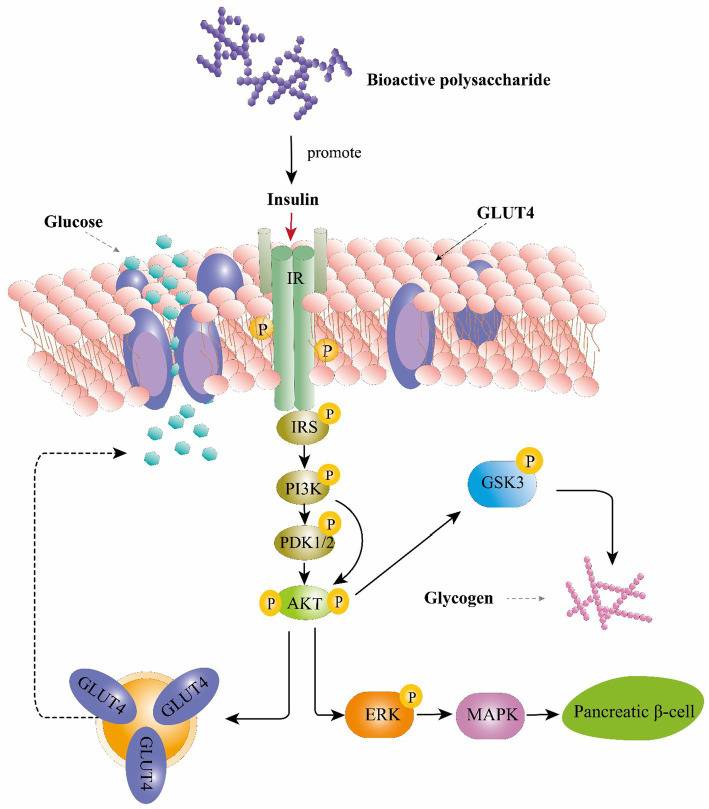 Bioactive polysaccharide
promote
Insulin
Glucose
GLUT4
IR
P
P
IRS
P
PI3K
P
GSK3
P
PDK1/2
P
P
AKT
P
Glycogen
GLUT4
GLUT4
GLUT4
ERK
P
MAPK
Pancreatic β-cell